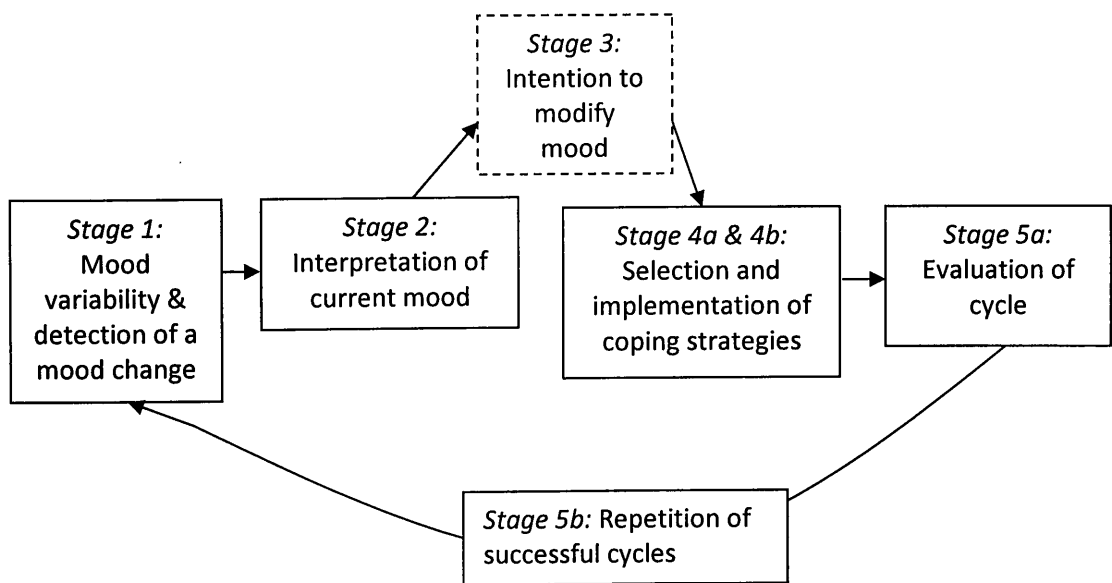 Stage 3:
Intention to
modify
mood
Stage 1:
Mood
variability &
detection of a
mood change
Stage 2:
Interpretation of
current mood
Stage 4a & 4b:
Selection and
implementation of
coping strategies
Stage 5a:
Evaluation of
cycle
Stage 5b: Repetition of
successful cycles